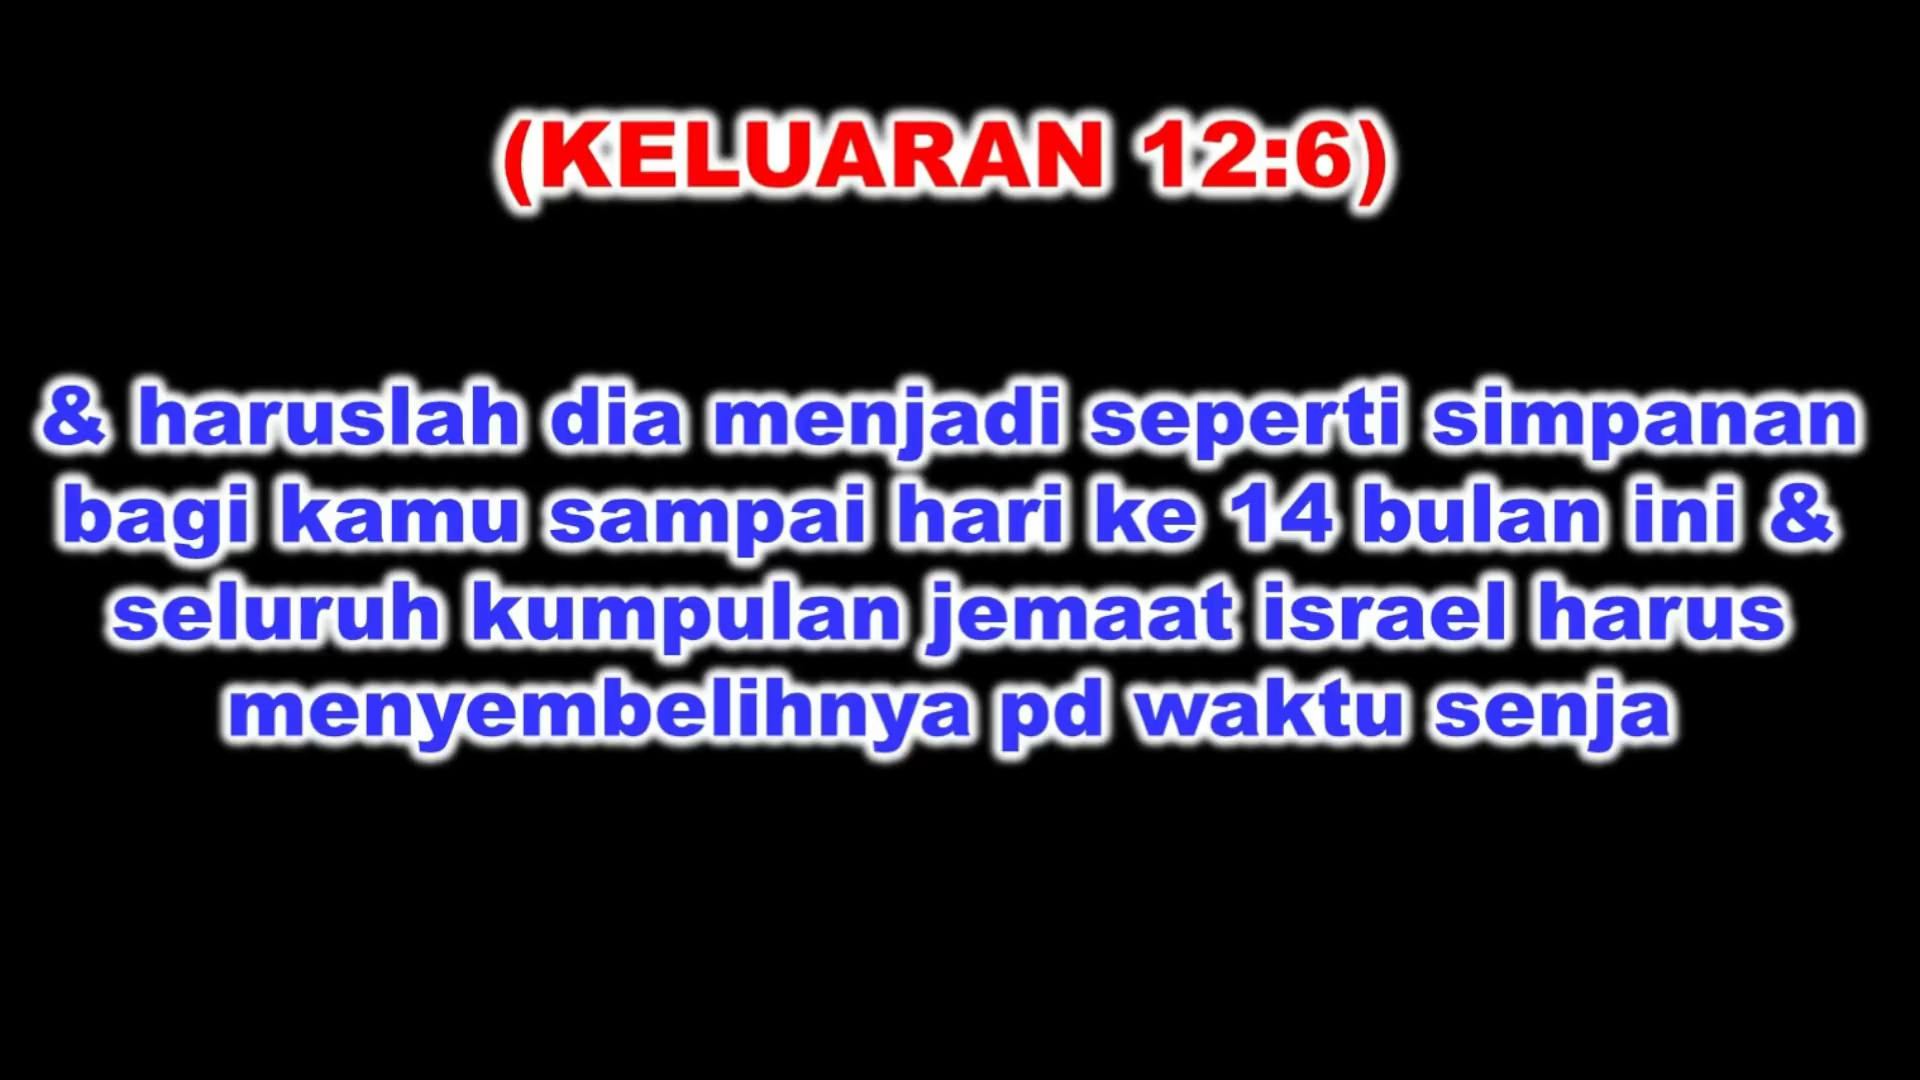 (KELUARAN 12:6)
& haruslah dia menjadi seperti simpanan
bagi kamu sampai hari ke 14 bulan ini &
seluruh kumpulan jemaat israel harus
menyembelihnya pd waktu senja